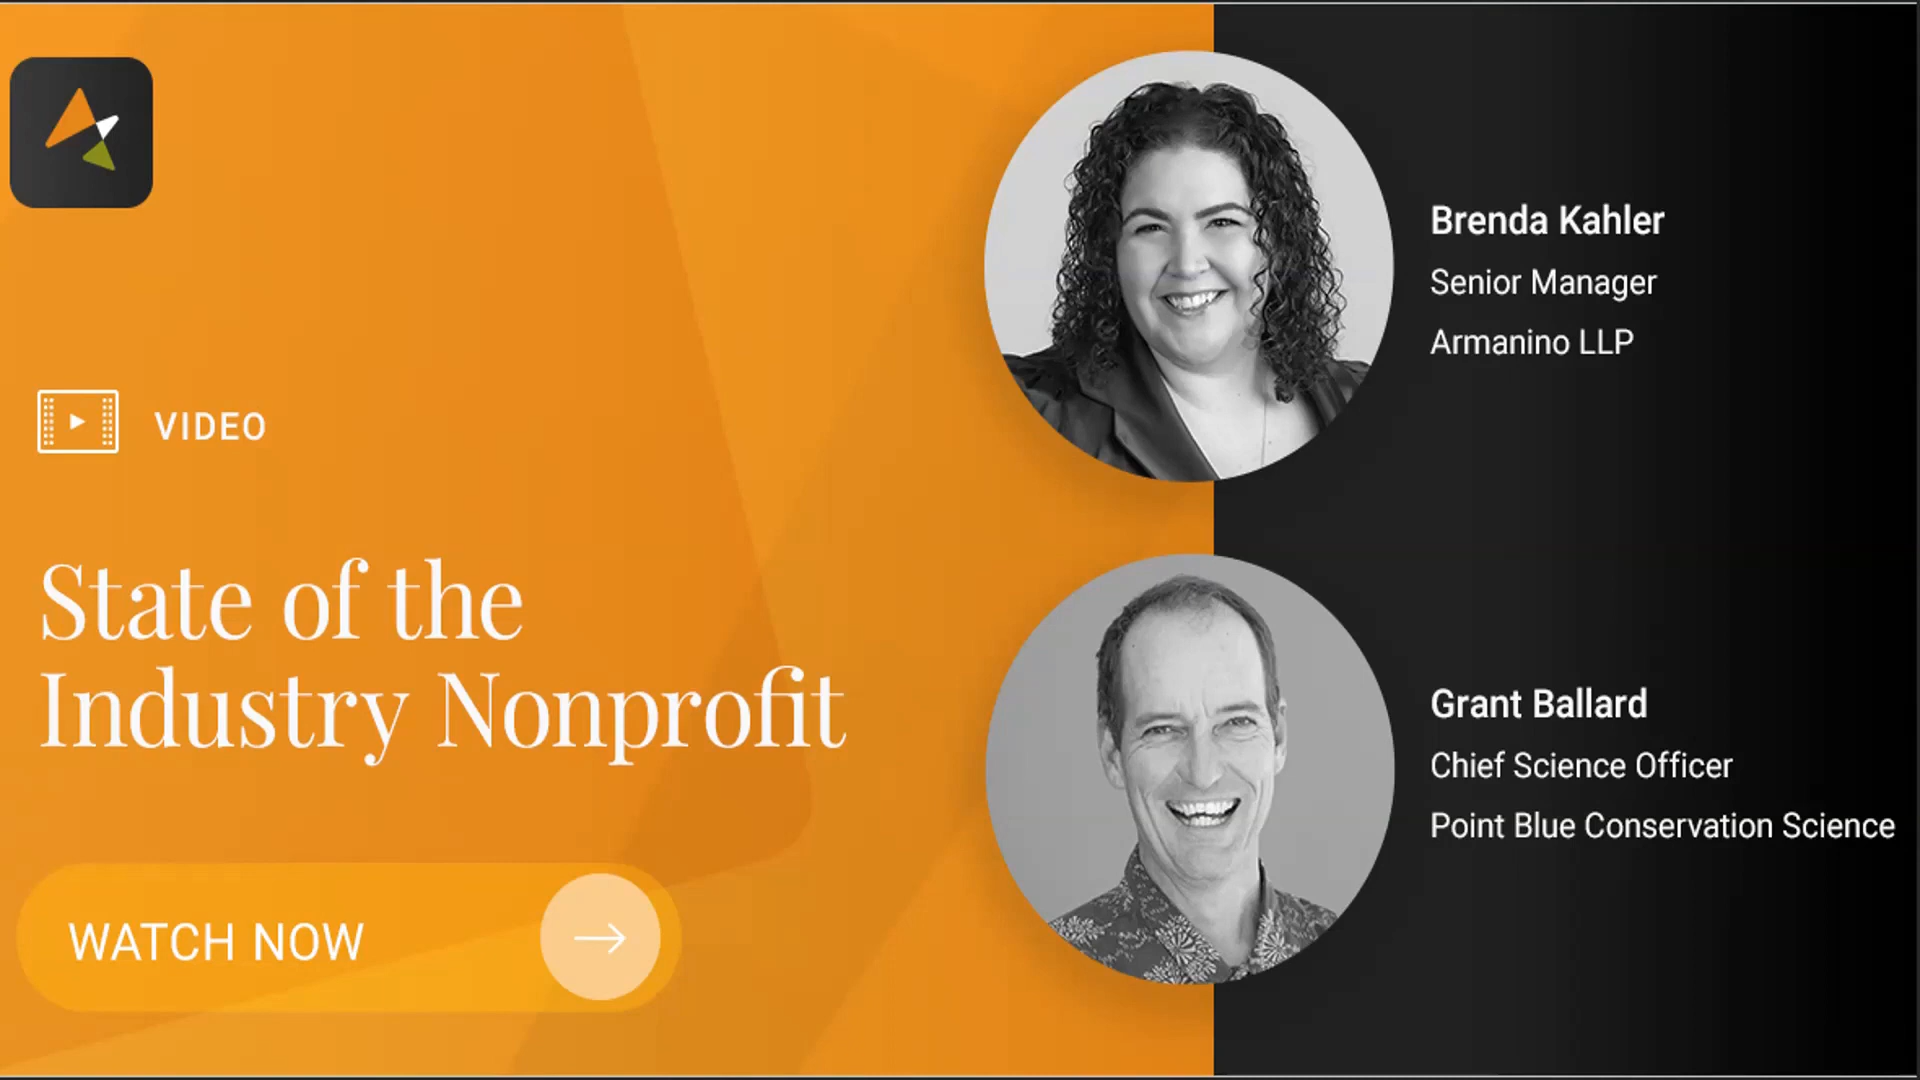 VIDEO
State of the
Industry Nonprofit
WATCH NOW
Brenda Kahler
Senior Manager
Armanino LLP
Grant Ballard
Chief Science Officer
Point Blue Conservation Science